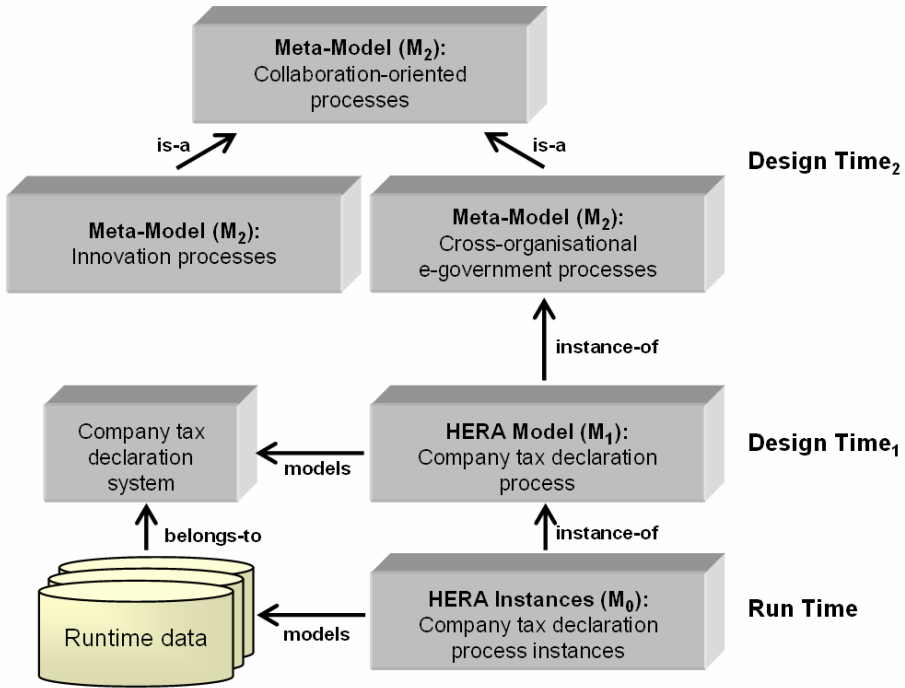 Meta-Model (M₂):
Collaboration-oriented
processes
is-a
is-a
Design Time₂
Meta-Model (M₂):
Innovation processes
Meta-Model (M₂):
Cross-organisational
e-government processes
instance-of
Company tax
declaration
system
models
HERA Model (M₁):
Company tax declaration
process
Design Time₁
belongs-to
instance-of
Runtime data
models
HERA Instances (M₀):
Company tax declaration
process instances
Run Time